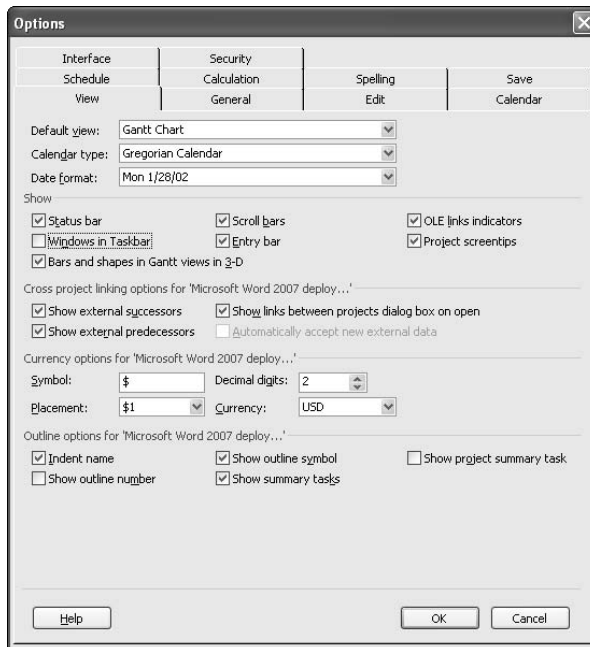 Options
Interface Security
Schedule Calculation Spelling Save
View General Edit Calendar
Default view: Gantt Chart
Calendar type: Gregorian Calendar
Date format: Mon 1/28/02
Show
Status bar Scroll bars OLE links indicators
Windows in Taskbar Entry bar Project screentips
Bars and shapes in Gantt views in 3-D
Cross project linking options for 'Microsoft Word 2007 deploy...'
Show external successors Show links between projects dialog box on open
Show external predecessors Automatically accept new external data
Currency options for 'Microsoft Word 2007 deploy...'
Symbol: $ Decimal digits: 2
Placement: $1 Currency: USD
Outline options for 'Microsoft Word 2007 deploy...'
Indent name Show outline symbol Show project summary task
Show outline number Show summary tasks
Help OK Cancel